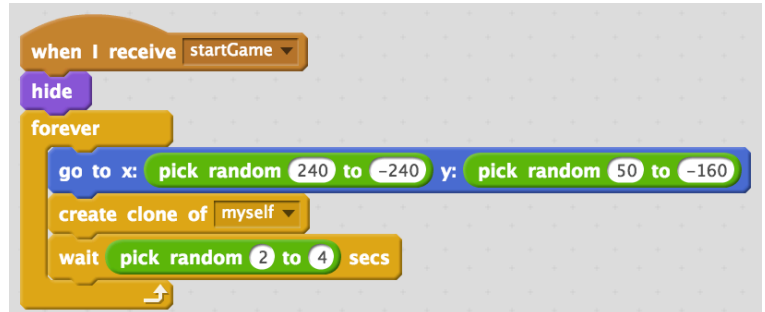 when I receive startGame
hide
forever
go to x: pick random 240 to -240 y: pick random 50 to -160
create clone of myself
wait pick random 2 to 4 secs